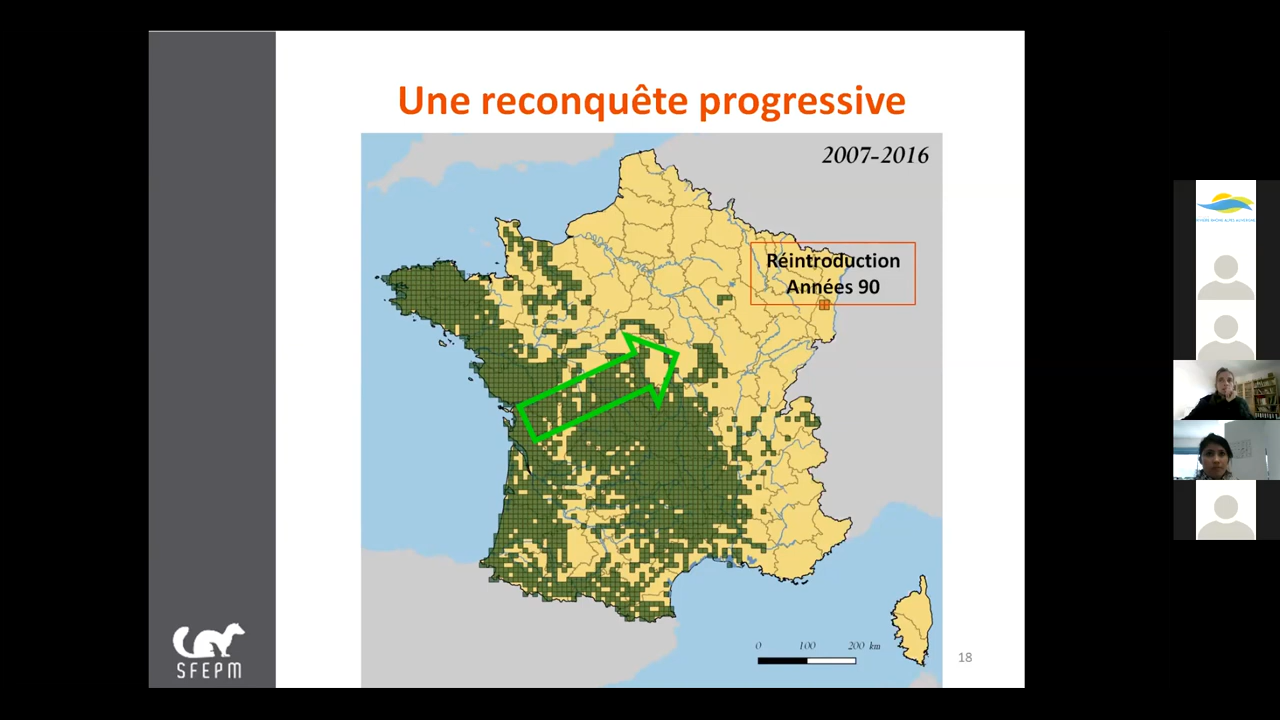 Une reconquête progressive
2007-2016
Réintroduction
Années 90
0 100 200 km
SFEPM
18